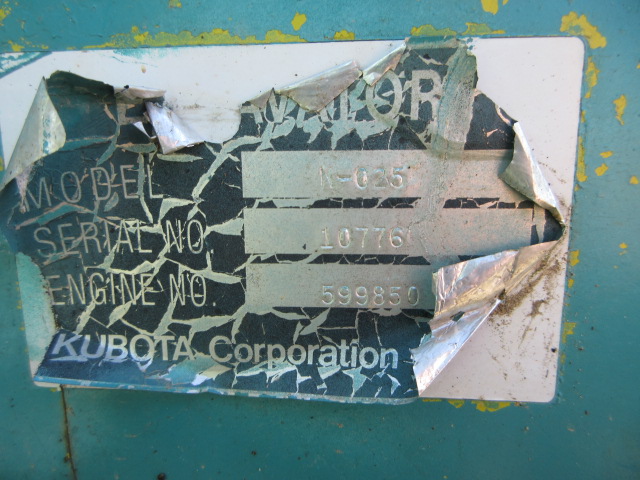 MODEL K-025
SERIAL NO. 10776
ENGINE NO. 599850
KUBOTA Corporation